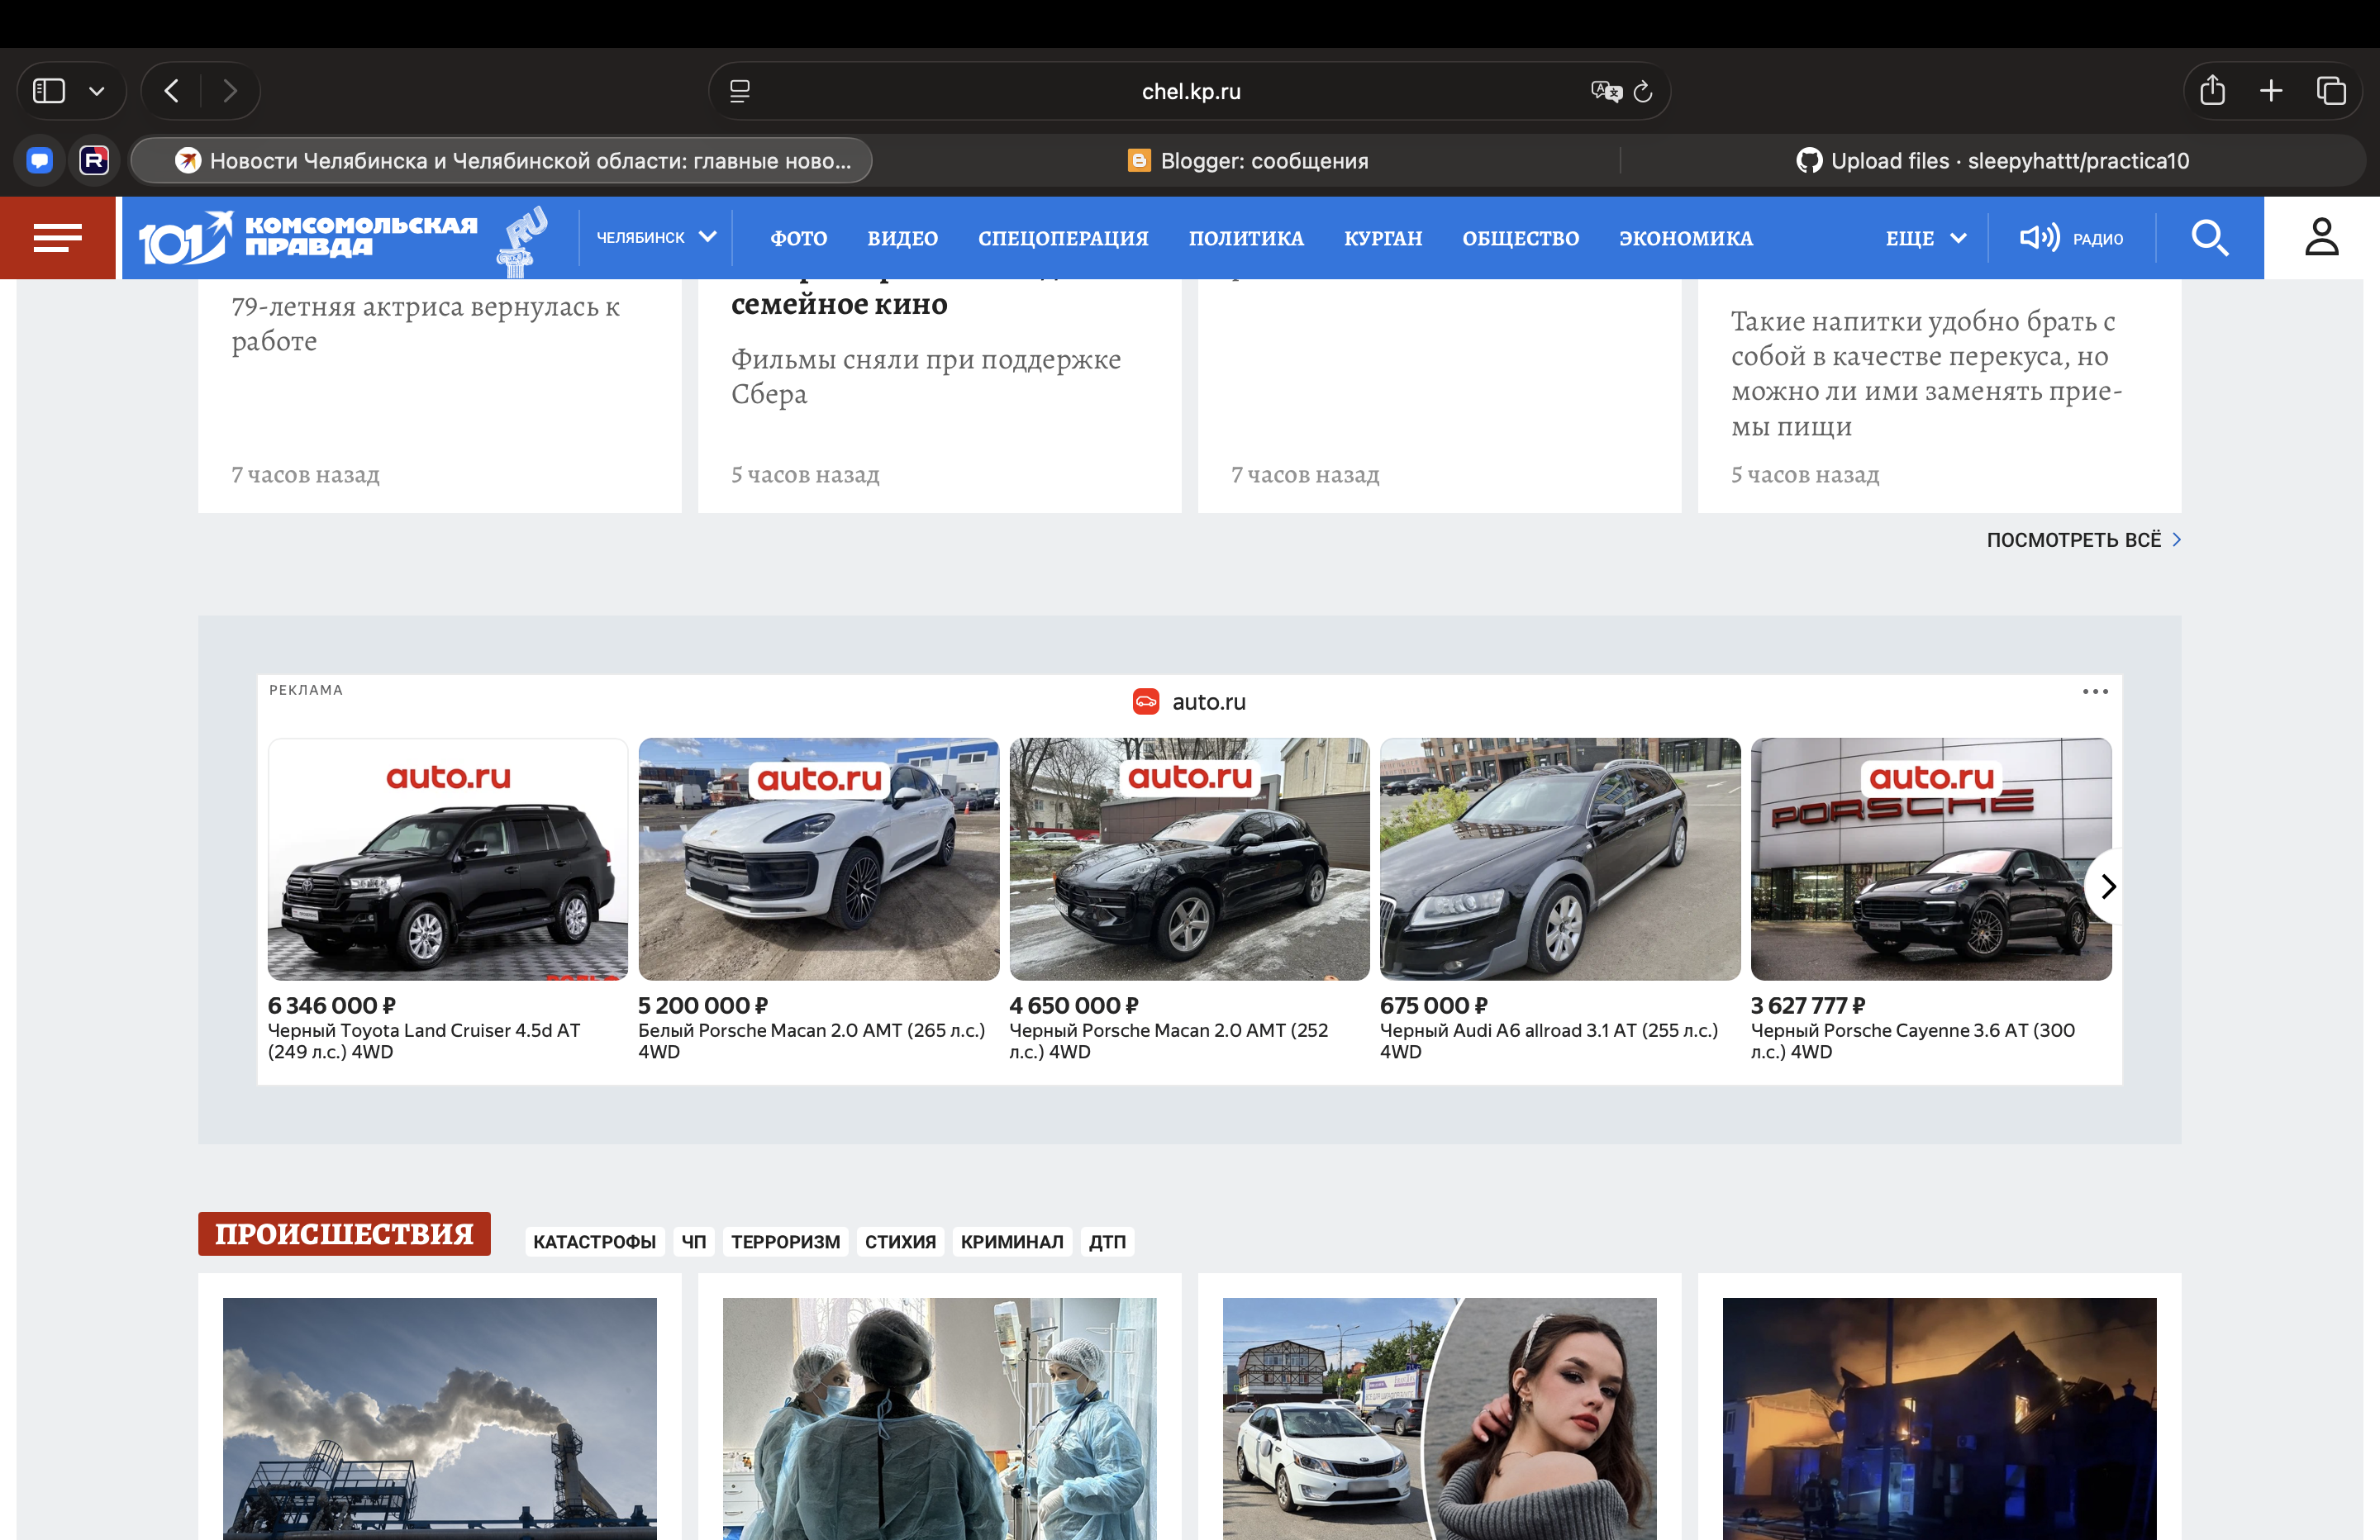 chel.kp.ru
Новости Челябинска и Челябинской области: главные ново...
Blogger: сообщения
Upload files · sleepyhattt/practica10
101 КОМСОМОЛЬСКАЯ ПРАВДА
.RU
ЧЕЛЯБИНСК
ФОТО ВИДЕО СПЕЦОПЕРАЦИЯ ПОЛИТИКА КУРГАН ОБЩЕСТВО ЭКОНОМИКА
ЕЩЕ
РАДИО
79-летняя актриса вернулась к
работе
7 часов назад
семейное кино
Фильмы сняли при поддержке
Сбера
5 часов назад
7 часов назад
Такие напитки удобно брать с
собой в качестве перекуса, но
можно ли ими заменять прие-
мы пищи
5 часов назад
ПОСМОТРЕТЬ ВСЁ
РЕКЛАМА
auto.ru
auto.ru
6 346 000 ₽
Черный Toyota Land Cruiser 4.5d AT
(249 л.с.) 4WD
auto.ru
5 200 000 ₽
Белый Porsche Macan 2.0 AMT (265 л.с.)
4WD
auto.ru
4 650 000 ₽
Черный Porsche Macan 2.0 AMT (252
л.с.) 4WD
675 000 ₽
Черный Audi A6 allroad 3.1 AT (255 л.с.)
4WD
auto.ru
PORSCHE
3 627 777 ₽
Черный Porsche Cayenne 3.6 AT (300
л.с.) 4WD
ПРОИСШЕСТВИЯ
КАТАСТРОФЫ ЧП ТЕРРОРИЗМ СТИХИЯ КРИМИНАЛ ДТП